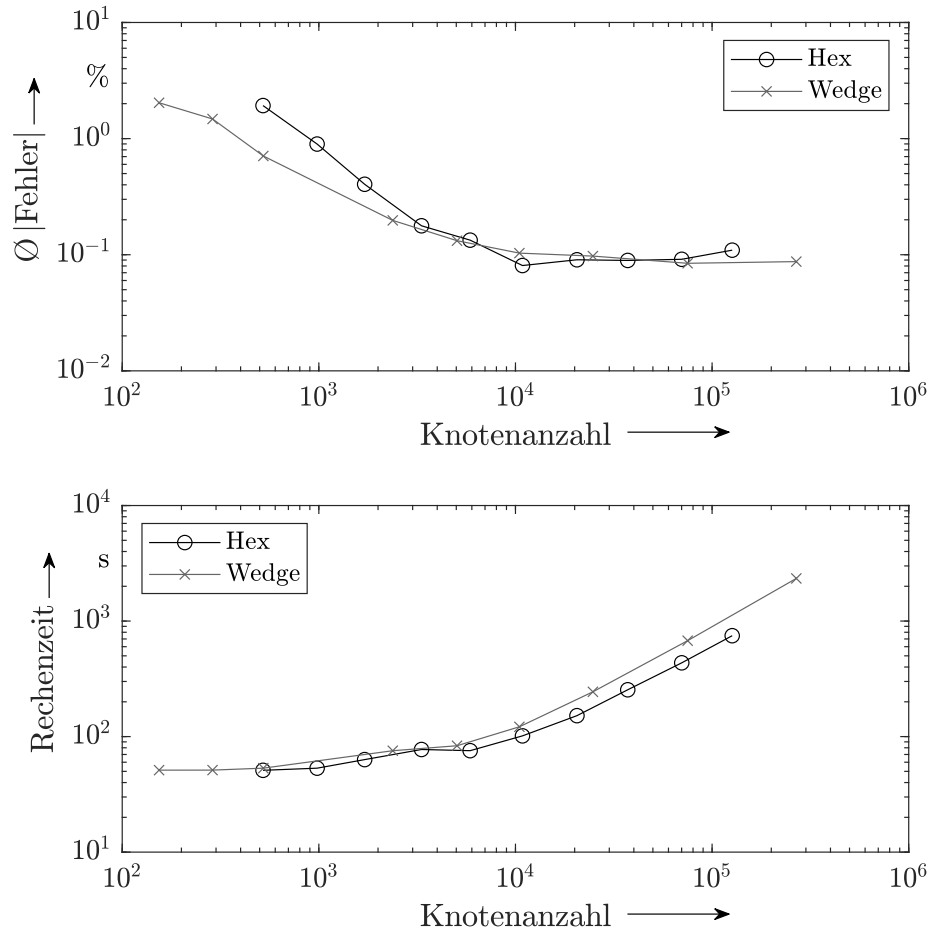 10^1
%
10^0
10^{-1}
10^{-2}
Ø |Fehler|
Hex
Wedge
10^2 10^3 10^4 10^5 10^6
Knotenanzahl
10^4
s
10^3
10^2
10^1
Rechenzeit
Hex
Wedge
10^2 10^3 10^4 10^5 10^6
Knotenanzahl